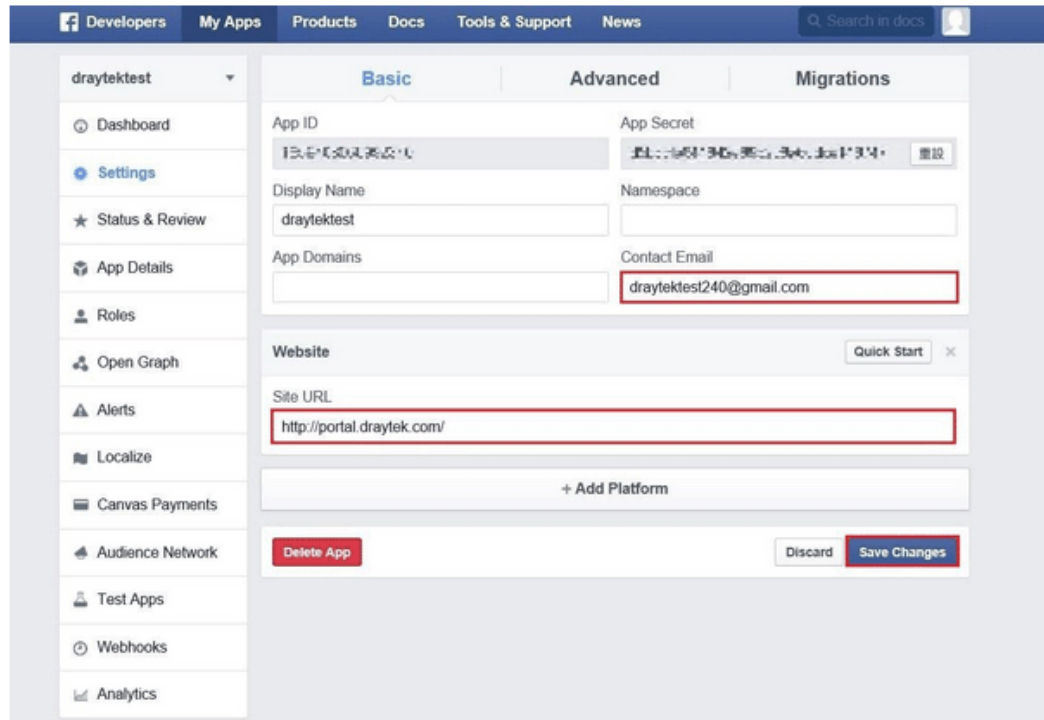 Developers My Apps Products Docs Tools & Support News Search in docs
draytektest
Dashboard
Settings
Status & Review
App Details
Roles
Open Graph
Alerts
Localize
Canvas Payments
Audience Network
Test Apps
Webhooks
Analytics
Basic Advanced Migrations
App ID App Secret
重設
Display Name Namespace
draytektest
App Domains Contact Email
draytektest240@gmail.com
Website Quick Start
Site URL
http://portal.draytek.com/
+ Add Platform
Delete App Discard Save Changes